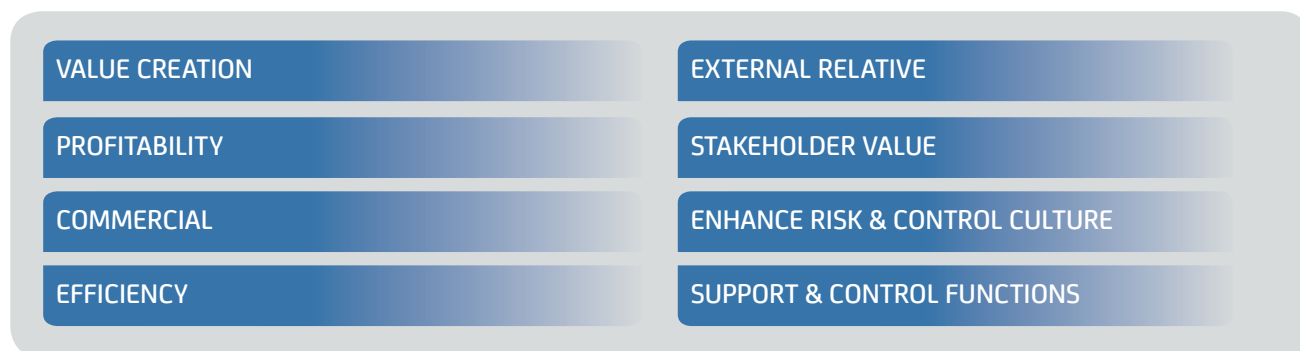 VALUE CREATION
PROFITABILITY
COMMERCIAL
EFFICIENCY
EXTERNAL RELATIVE
STAKEHOLDER VALUE
ENHANCE RISK & CONTROL CULTURE
SUPPORT & CONTROL FUNCTIONS